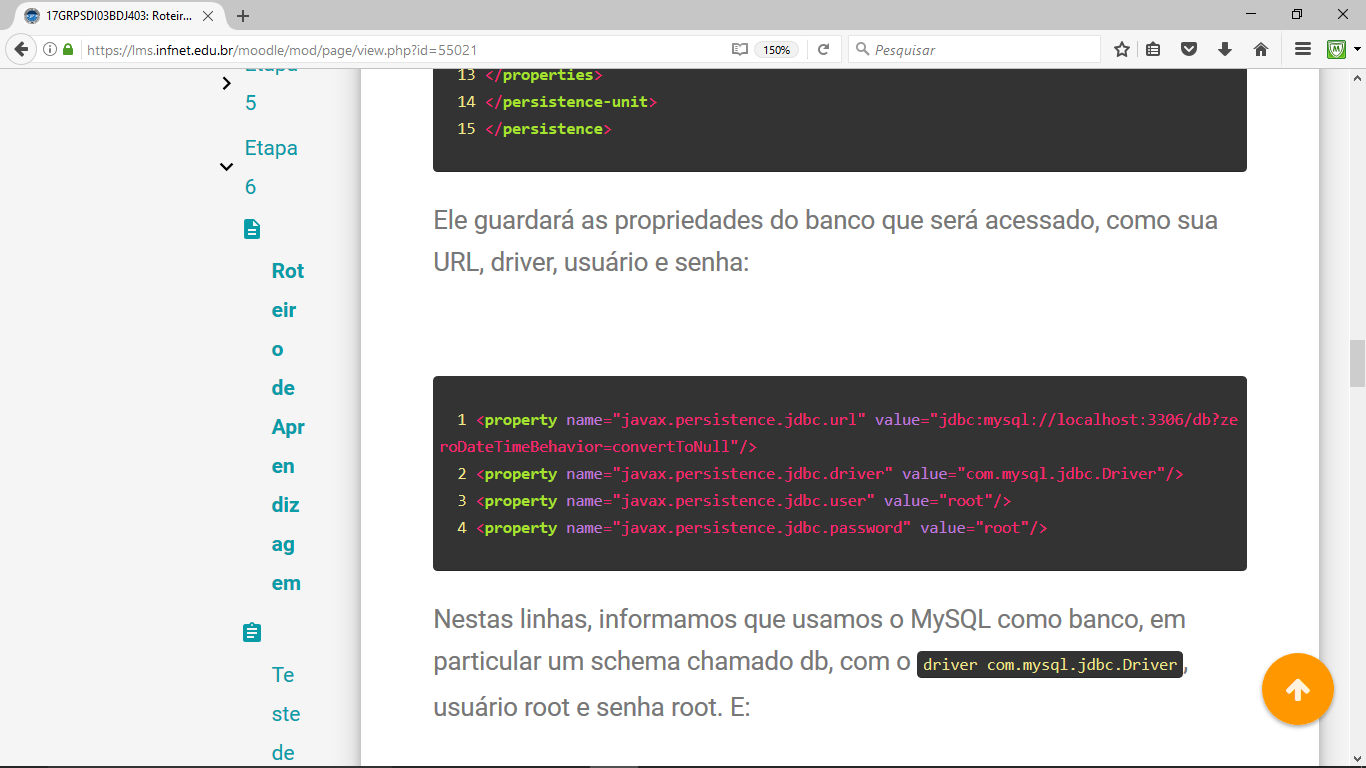 17GRPSDI03BDJ403: Roteir...
https://lms.infnet.edu.br/moodle/mod/page/view.php?id=55021
150%
Pesquisar
Etapa
5
Etapa
6
Rot
eir
o
de
Apr
en
diz
ag
em
Te
ste
de
13 </properties>
14 </persistence-unit>
15 </persistence>
Ele guardará as propriedades do banco que será acessado, como sua
URL, driver, usuário e senha:
1 <property name="javax.persistence.jdbc.url" value="jdbc:mysql://localhost:3306/db?ze
roDateTimeBehavior=convertToNull"/>
2 <property name="javax.persistence.jdbc.driver" value="com.mysql.jdbc.Driver"/>
3 <property name="javax.persistence.jdbc.user" value="root"/>
4 <property name="javax.persistence.jdbc.password" value="root"/>
Nestas linhas, informamos que usamos o MySQL como banco, em
particular um schema chamado db, com o driver com.mysql.jdbc.Driver,
usuário root e senha root. E: